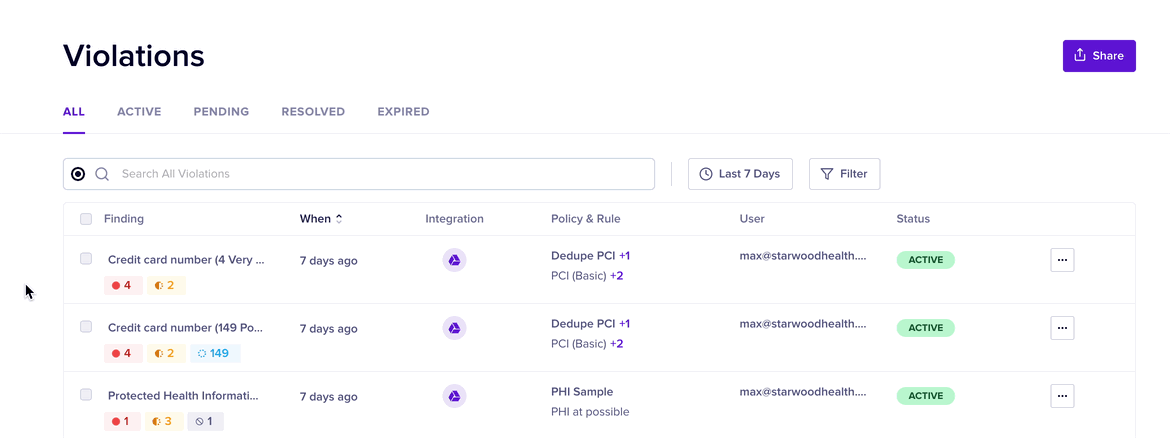 Violations
Share
ALL ACTIVE PENDING RESOLVED EXPIRED
Search All Violations Last 7 Days Filter
Finding When Integration Policy & Rule User Status
Credit card number (4 Very ... 7 days ago Dedupe PCI +1 max@starwoodhealth.... ACTIVE ...
PCI (Basic) +2
4 2
Credit card number (149 Po... 7 days ago Dedupe PCI +1 max@starwoodhealth.... ACTIVE ...
PCI (Basic) +2
4 2 149
Protected Health Informati... 7 days ago PHI Sample max@starwoodhealth.... ACTIVE ...
PHI at possible
1 3 1